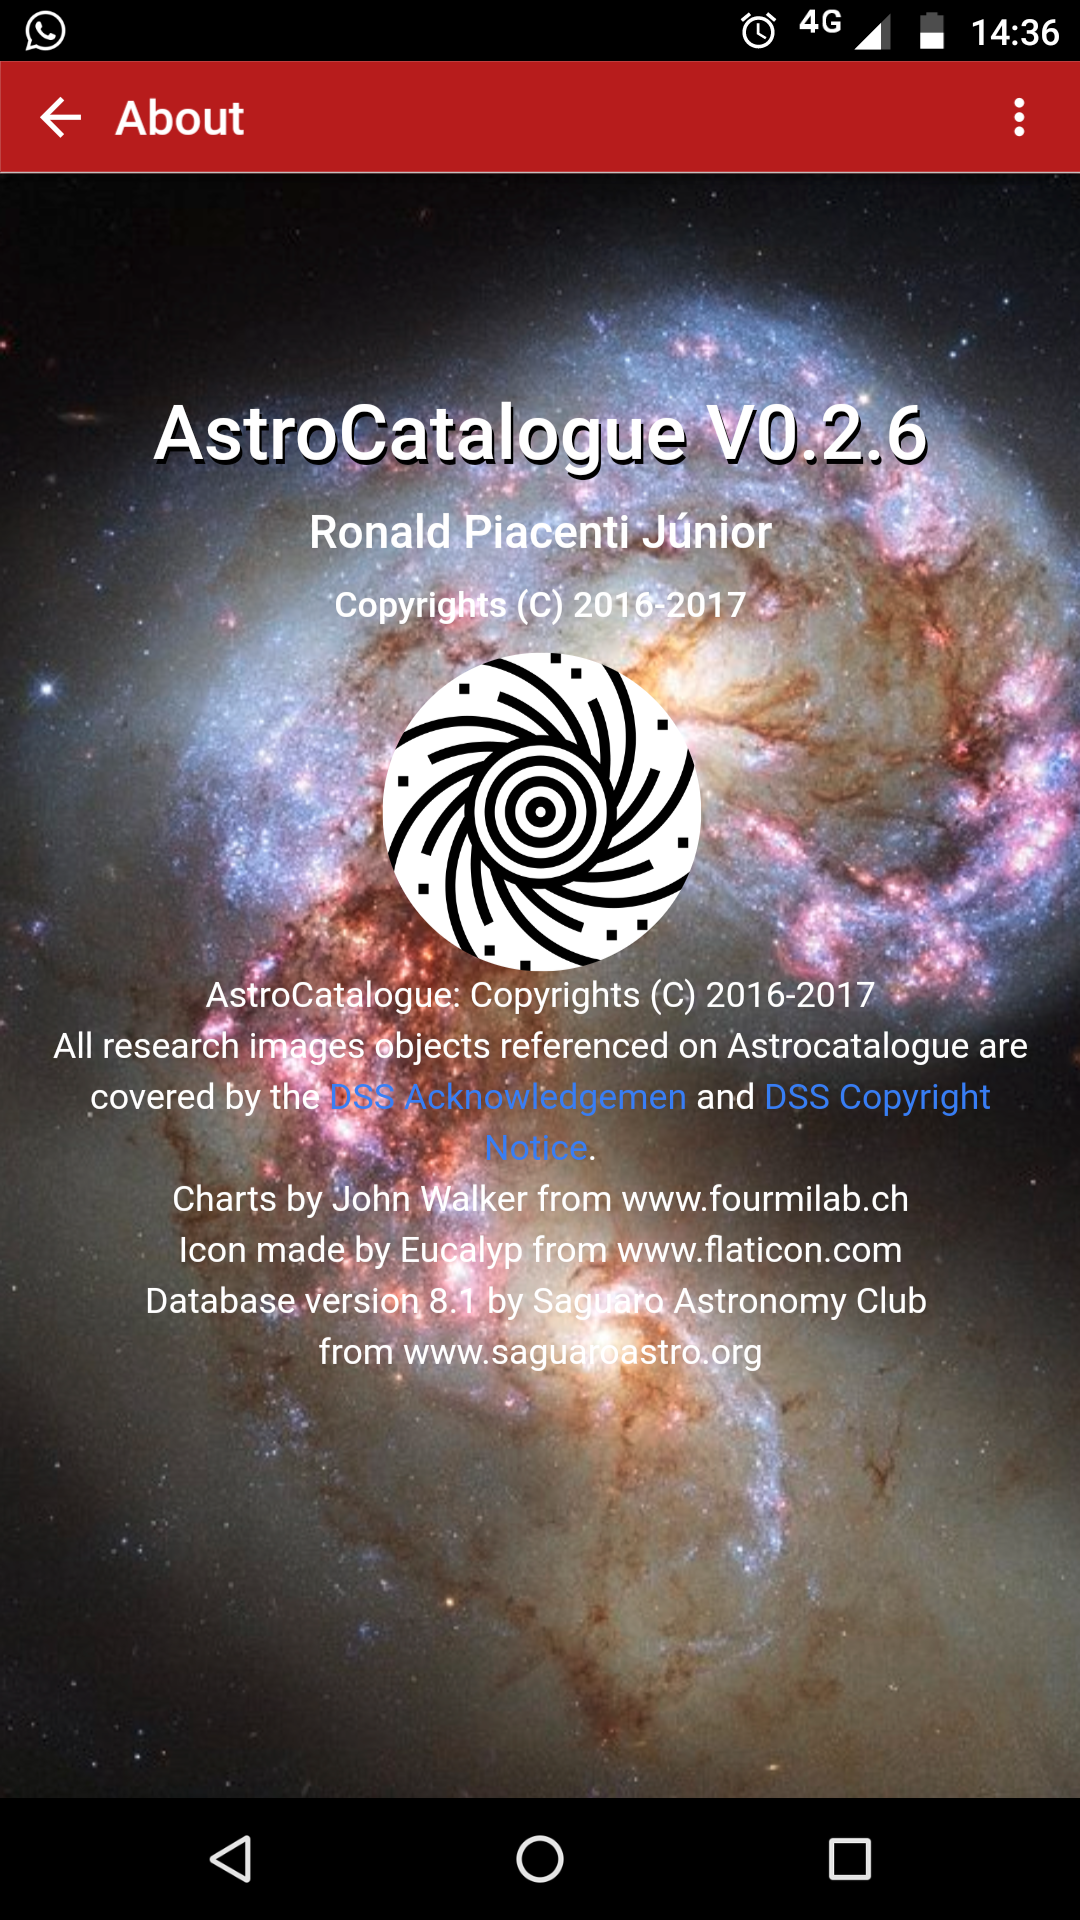 4G 14:36
About
AstroCatalogue V0.2.6
Ronald Piacenti Júnior
Copyrights (C) 2016-2017
AstroCatalogue: Copyrights (C) 2016-2017
All research images objects referenced on Astrocatalogue are
covered by the DSS Acknowledgemen and DSS Copyright
Notice.
Charts by John Walker from www.fourmilab.ch
Icon made by Eucalyp from www.flaticon.com
Database version 8.1 by Saguaro Astronomy Club
from www.saguaroastro.org